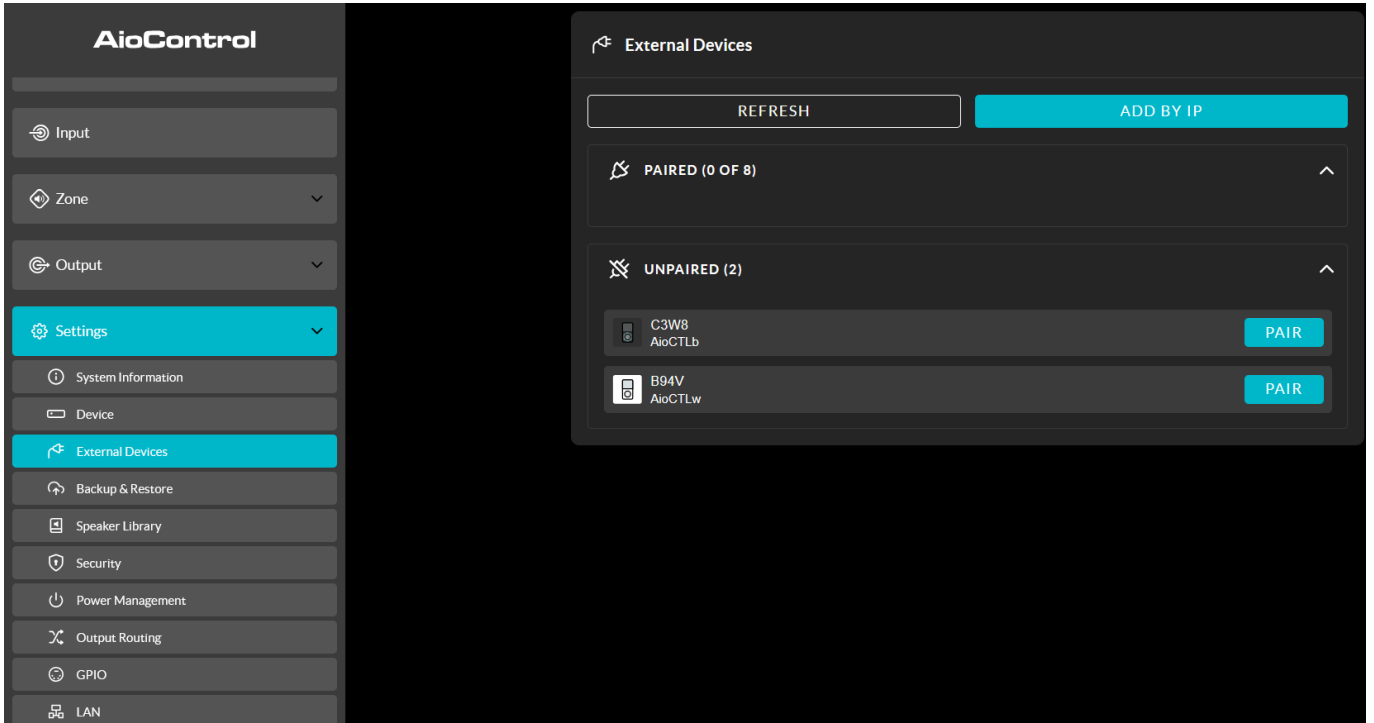 AioControl
Input
Zone
Output
Settings
System Information
Device
External Devices
Backup & Restore
Speaker Library
Security
Power Management
Output Routing
GPIO
LAN
External Devices
REFRESH
ADD BY IP
PAIRED (0 OF 8)
UNPAIRED (2)
C3W8
AioCTLb
PAIR
B94V
AioCTLw
PAIR